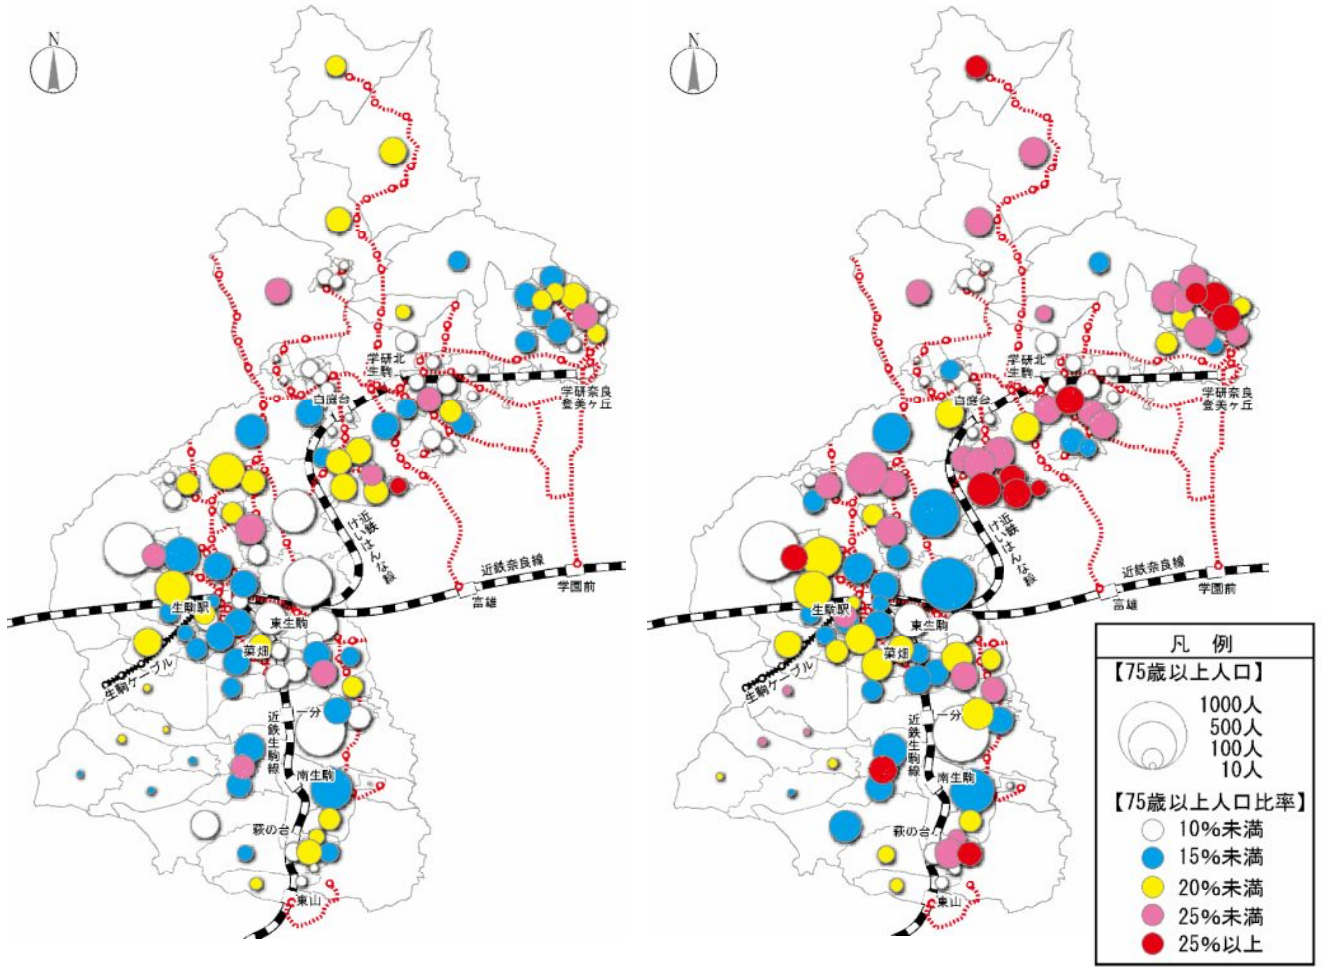 N
学研北
生駒
学研奈良
登美ヶ丘
白庭台
近鉄
けいはんな線
近鉄奈良線
学園前
富雄
生駒駅
東生駒
菜畑
生駒ケーブル
一分
近鉄生駒線
南生駒
萩の台
東山
N
学研北
生駒
学研奈良
登美ヶ丘
白庭台
近鉄
けいはんな線
近鉄奈良線
学園前
富雄
生駒駅
東生駒
菜畑
生駒ケーブル
一分
近鉄生駒線
南生駒
萩の台
東山
凡 例
【75歳以上人口】
1000人
500人
100人
10人
【75歳以上人口比率】
10%未満
15%未満
20%未満
25%未満
25%以上